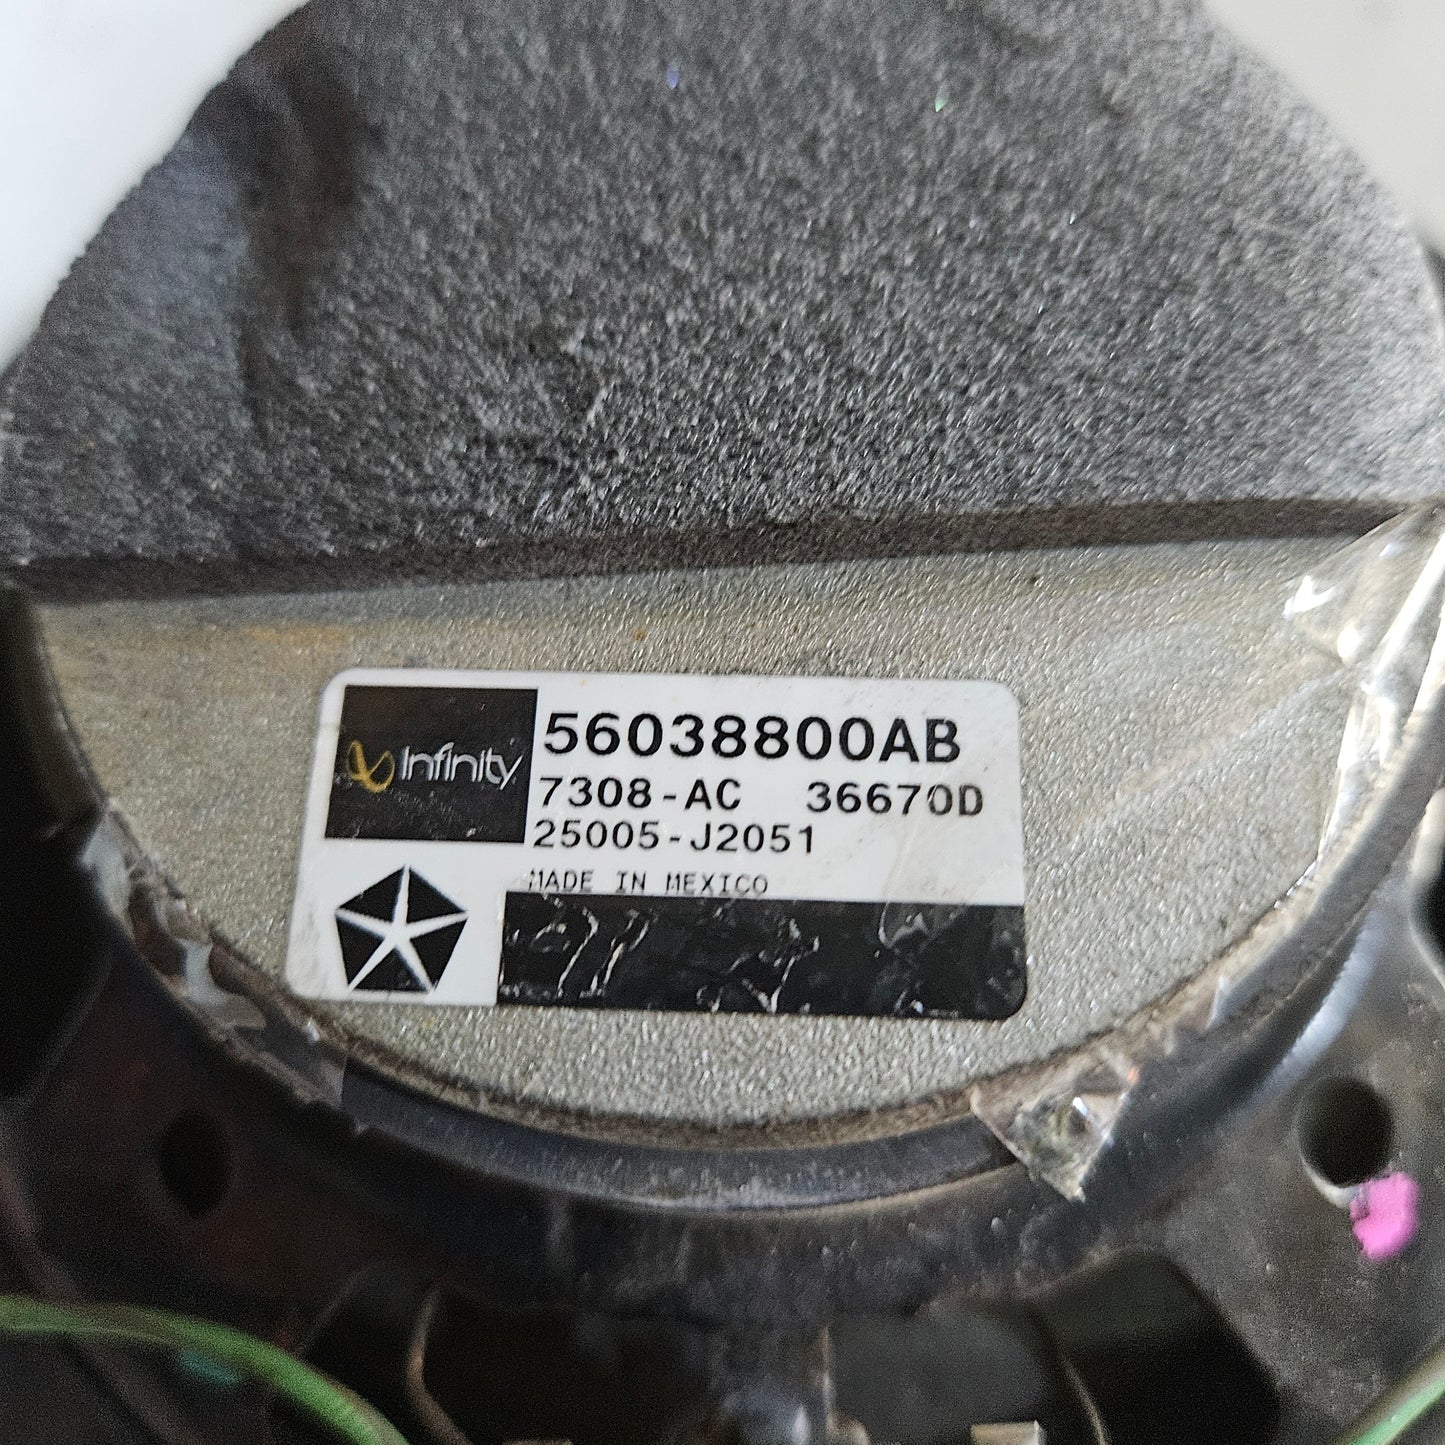 Infinity
56038800AB
7308-AC 36670D
25005-J2051
MADE IN MEXICO